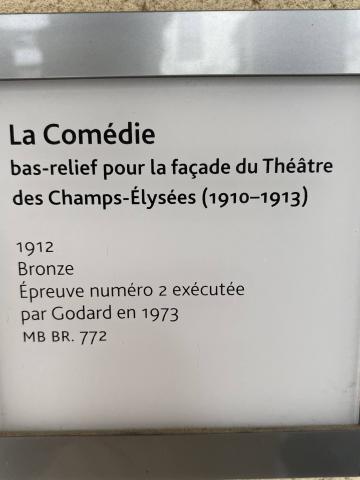 La Comédie
bas-relief pour la façade du Théâtre
des Champs-Élysées (1910–1913)
1912
Bronze
Épreuve numéro 2 exécutée
par Godard en 1973
MB BR. 772